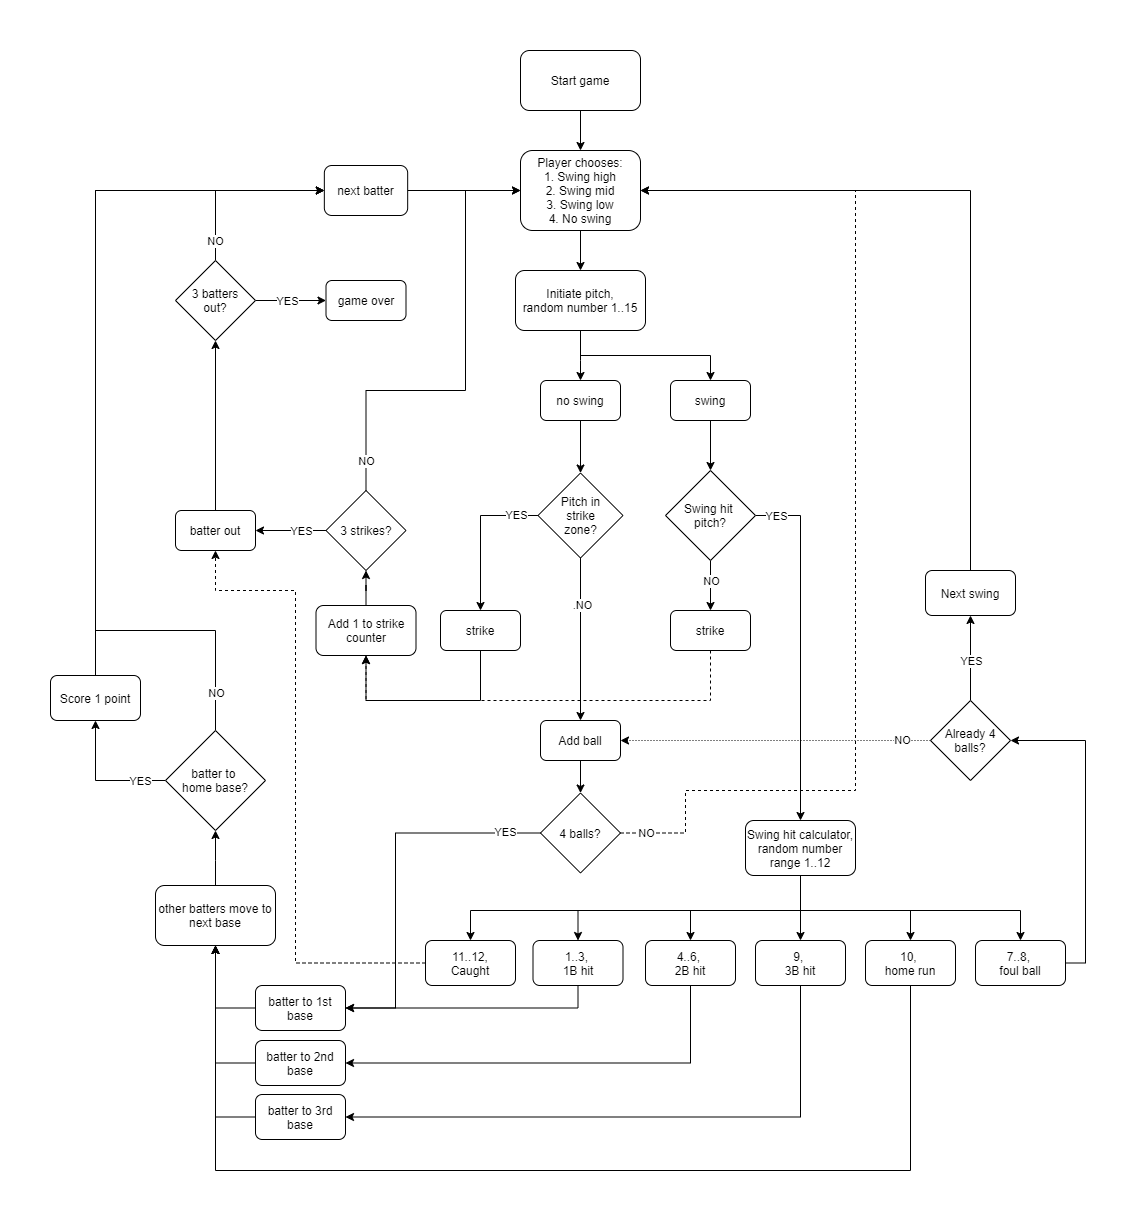 Start game
Player chooses:
1. Swing high
2. Swing mid
3. Swing low
4. No swing
next batter
NO
3 batters
out?
YES
game over
Initiate pitch,
random number 1..15
no swing
swing
NO
batter out
YES
3 strikes?
YES
Pitch in
strike
zone?
Swing hit
pitch?
YES
NO
.NO
Next swing
Add 1 to strike
counter
strike
strike
YES
Score 1 point
NO
Add ball
NO
Already 4
balls?
YES
batter to
home base?
YES
4 balls?
NO
Swing hit calculator,
random number
range 1..12
other batters move to
next base
11..12,
Caught
1..3,
1B hit
4..6,
2B hit
9,
3B hit
10,
home run
7..8,
foul ball
batter to 1st
base
batter to 2nd
base
batter to 3rd
base